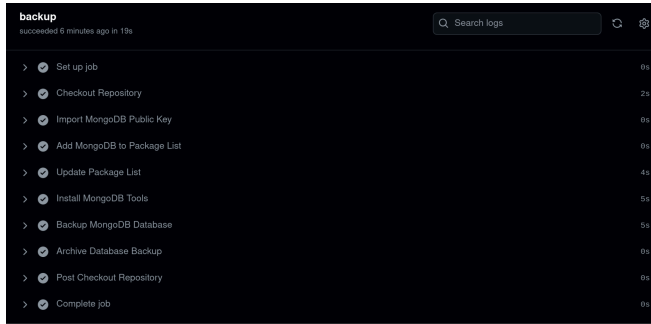 backup
succeeded 6 minutes ago in 19s
Search logs
Set up job 0s
Checkout Repository 2s
Import MongoDB Public Key 0s
Add MongoDB to Package List 0s
Update Package List 4s
Install MongoDB Tools 5s
Backup MongoDB Database 5s
Archive Database Backup 0s
Post Checkout Repository 0s
Complete job 0s